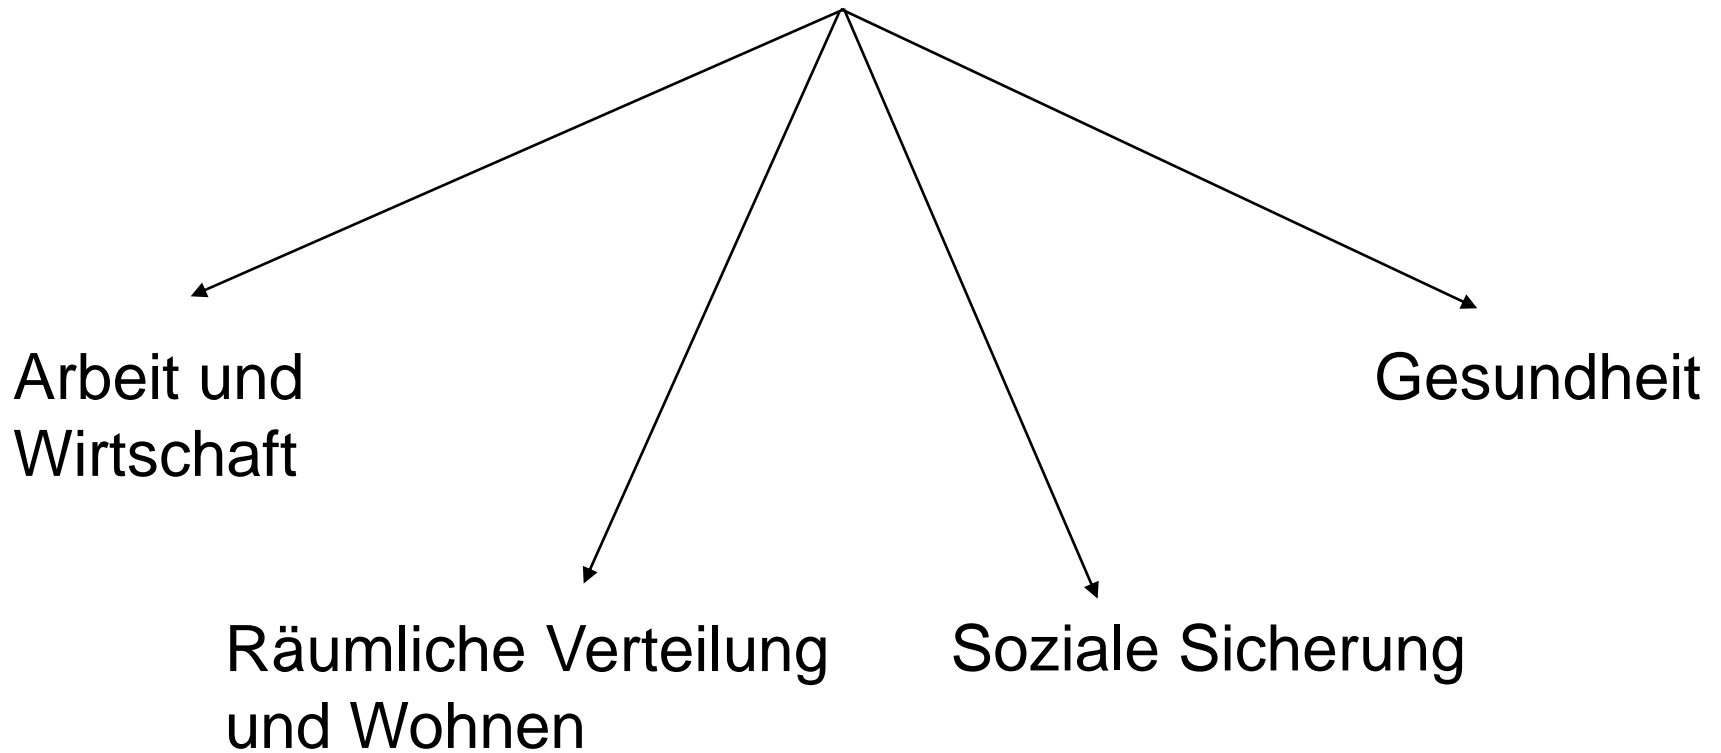 Arbeit und
Wirtschaft
Gesundheit
Räumliche Verteilung
und Wohnen
Soziale Sicherung